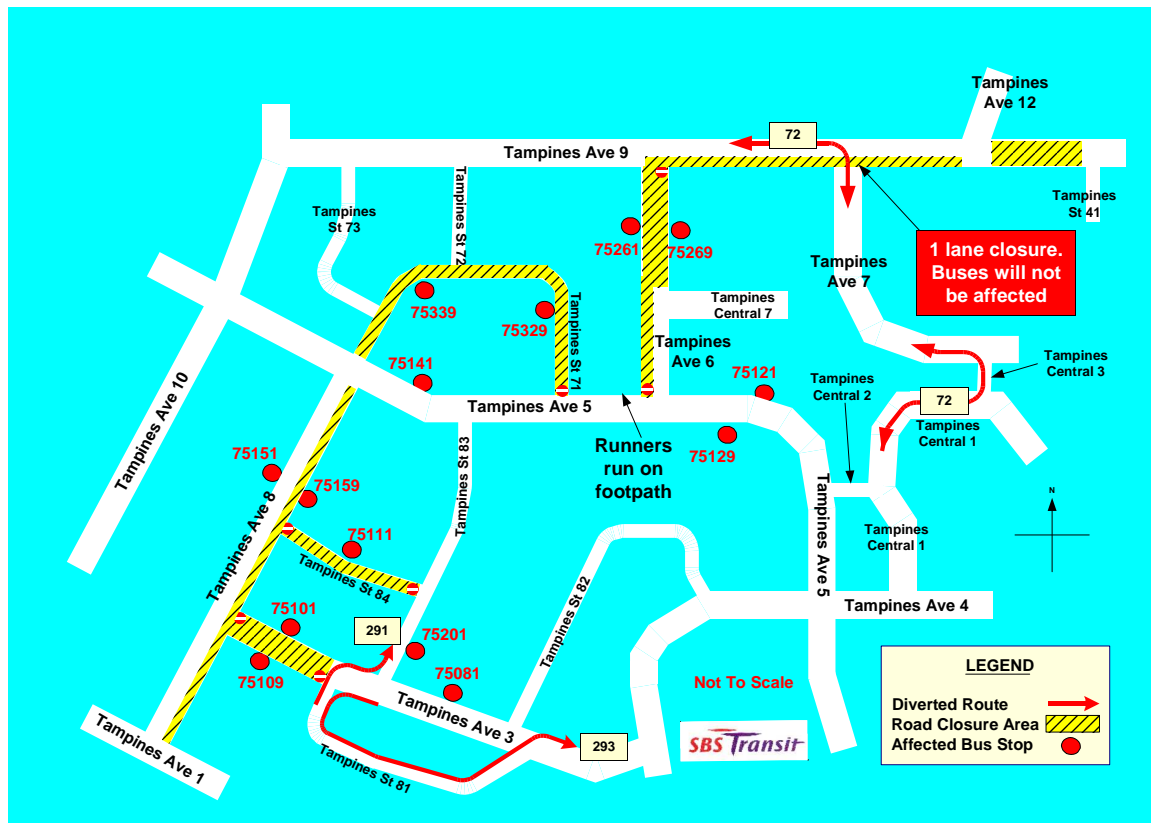 Tampines
Ave 12
72
Tampines Ave 9
Tampines
St 73
Tampines St 72
Tampines
St 41
75261
75269
1 lane closure.
Buses will not
be affected
Tampines
Ave 7
75339
75329
Tampines St 71
Tampines
Central 7
Tampines
Ave 6
75141
75121
Tampines
Central 2
Tampines
Central 3
72
Tampines
Central 1
Tampines Ave 10
Tampines Ave 5
Runners
run on
footpath
75129
Tampines St 83
75151
75159
Tampines Ave 8
75111
Tampines St 84
Tampines Ave 5
Tampines
Central 1
N
Tampines St 82
Tampines Ave 4
75101
291
75201
75109
75081
Not To Scale
Tampines Ave 3
SBS Transit
293
Tampines St 81
Tampines Ave 1
LEGEND
Diverted Route
Road Closure Area
Affected Bus Stop